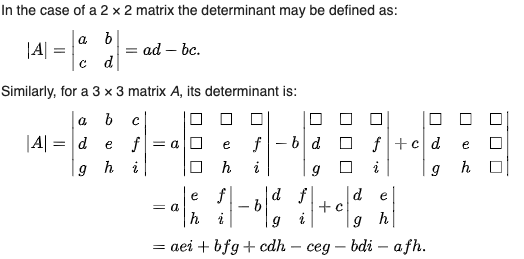 In the case of a 2 × 2 matrix the determinant may be defined as:
|A| = |a b; c d| = ad − bc.
Similarly, for a 3 × 3 matrix A, its determinant is:
|A| = |a b c; d e f; g h i| = a |□ □ □; □ e f; □ h i| − b |□ □ □; d □ f; g □ i| + c |□ □ □; d e □; g h □|
= a |e f; h i| − b |d f; g i| + c |d e; g h|
= aei + bfg + cdh − ceg − bdi − afh.